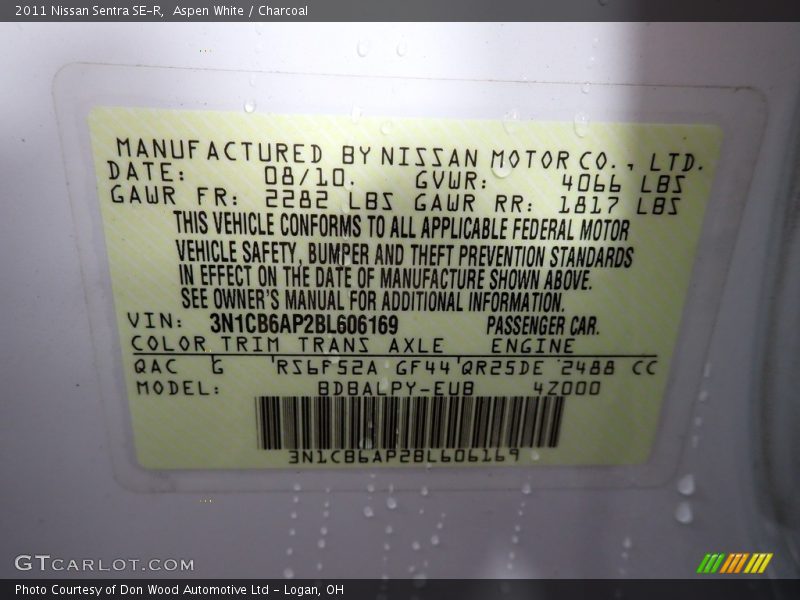 2011 Nissan Sentra SE-R,  Aspen White / Charcoal
MANUFACTURED BY NISSAN MOTOR CO., LTD.
DATE: 08/10. GVWR: 4066 LBS
GAWR FR: 2282 LBS GAWR RR: 1817 LBS
THIS VEHICLE CONFORMS TO ALL APPLICABLE FEDERAL MOTOR
VEHICLE SAFETY, BUMPER AND THEFT PREVENTION STANDARDS
IN EFFECT ON THE DATE OF MANUFACTURE SHOWN ABOVE.
SEE OWNER'S MANUAL FOR ADDITIONAL INFORMATION.
VIN: 3N1CB6AP2BL606169 PASSENGER CAR.
COLOR TRIM TRANS AXLE ENGINE
QAC G RS6F52A GF44 QR25DE 2488 CC
MODEL: BDBALPY-EUB 4Z000
3N1CB6AP2BL606169
GTCARLOT.COM
Photo Courtesy of Don Wood Automotive Ltd - Logan, OH